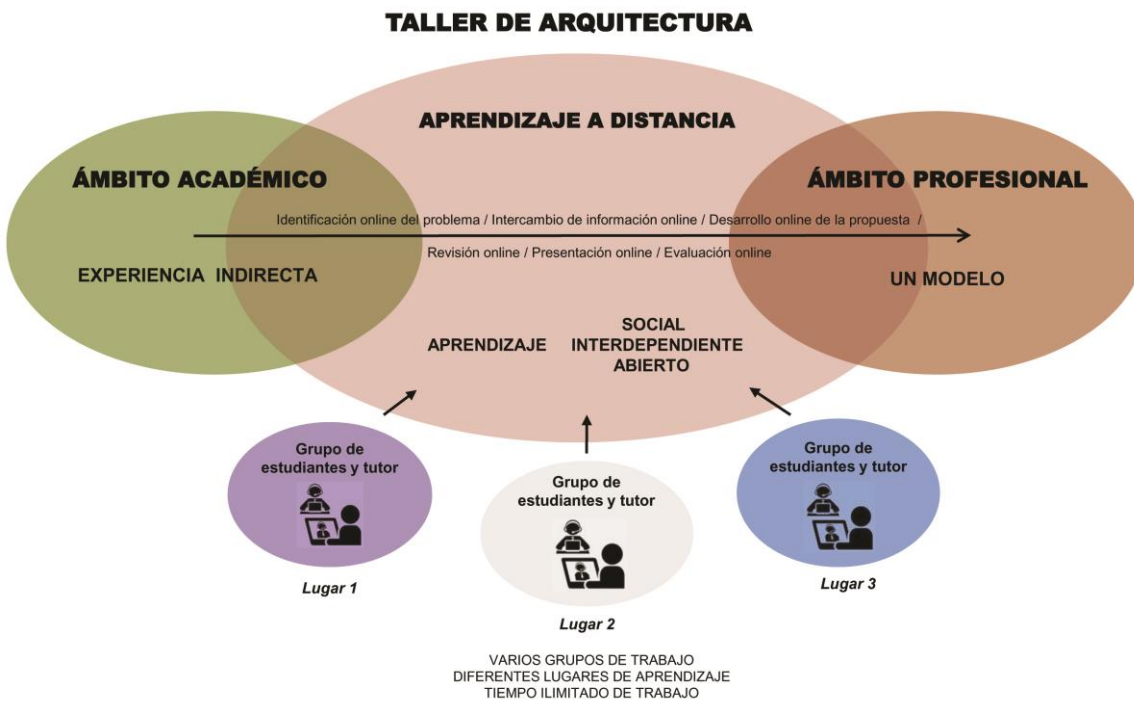 TALLER DE ARQUITECTURA
APRENDIZAJE A DISTANCIA
ÁMBITO ACADÉMICO
ÁMBITO PROFESIONAL
Identificación online del problema / Intercambio de información online / Desarrollo online de la propuesta /
Revisión online / Presentación online / Evaluación online
EXPERIENCIA INDIRECTA
UN MODELO
APRENDIZAJE
SOCIAL
INTERDEPENDIENTE
ABIERTO
Grupo de
estudiantes y tutor
Lugar 1
Grupo de
estudiantes y tutor
Lugar 2
Grupo de
estudiantes y tutor
Lugar 3
VARIOS GRUPOS DE TRABAJO
DIFERENTES LUGARES DE APRENDIZAJE
TIEMPO ILIMITADO DE TRABAJO